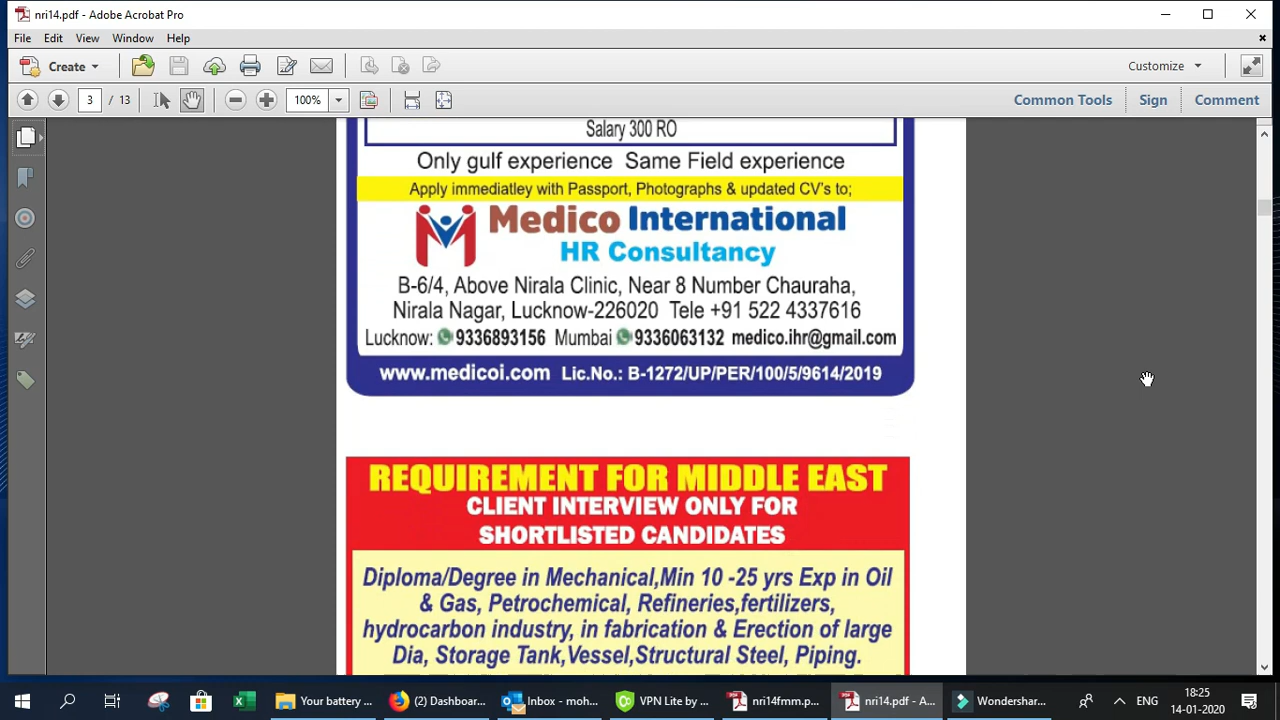 nri14.pdf - Adobe Acrobat Pro
File Edit View Window Help
Create Customize
3 / 13 100% Common Tools Sign Comment
Salary 300 RO
Only gulf experience Same Field experience
Apply immediatley with Passport, Photographs & updated CV's to;
Medico International
HR Consultancy
B-6/4, Above Nirala Clinic, Near 8 Number Chauraha,
Nirala Nagar, Lucknow-226020 Tele +91 522 4337616
Lucknow: 9336893156 Mumbai 9336063132 medico.ihr@gmail.com
www.medicoi.com Lic.No.: B-1272/UP/PER/100/5/9614/2019
REQUIREMENT FOR MIDDLE EAST
CLIENT INTERVIEW ONLY FOR
SHORTLISTED CANDIDATES
Diploma/Degree in Mechanical,Min 10 -25 yrs Exp in Oil
& Gas, Petrochemical, Refineries,fertilizers,
hydrocarbon industry, in fabrication & Erection of large
Dia, Storage Tank,Vessel,Structural Steel, Piping.
Your battery ... (2) Dashboar... Inbox - moh... VPN Lite by ... nri14fmm.p... nri14.pdf - A... Wondershar... ENG 18:25
14-01-2020